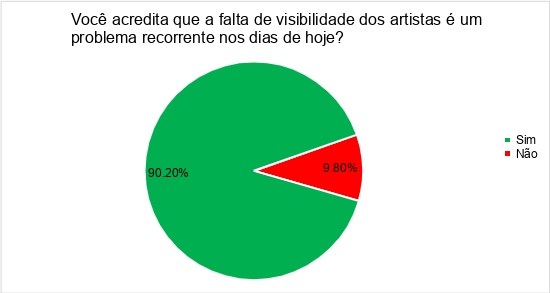 Você acredita que a falta de visibilidade dos artistas é um
problema recorrente nos dias de hoje?
90.20%
9.80%
Sim
Não